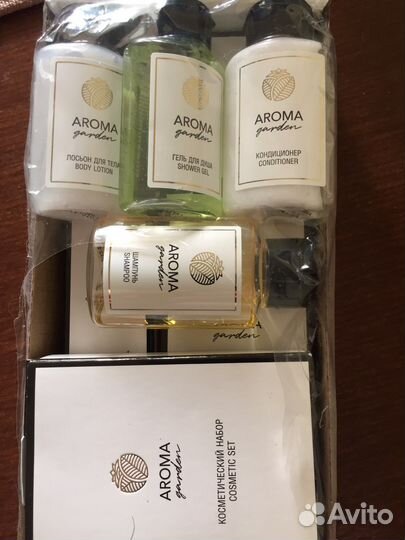 AROMA
garden
ЛОСЬОН ДЛЯ ТЕЛА
BODY LOTION
AROMA
garden
ГЕЛЬ ДЛЯ ДУША
SHOWER GEL
AROMA
garden
КОНДИЦИОНЕР
CONDITIONER
AROMA
garden
ШАМПУНЬ
SHAMPOO
garden
AROMA
garden
КОСМЕТИЧЕСКИЙ НАБОР
COSMETIC SET
Avito